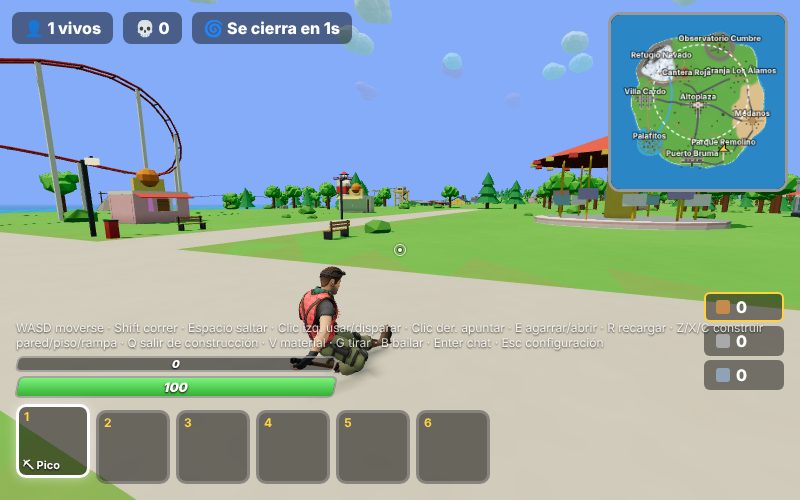 1 vivos
0
Se cierra en 1s
Observatorio Cumbre
Refugio Nevado
Cantera Roja
Granja Los Álamos
Villa Cardo
Altoplaza
Médanos
Palafitos
Parque Remolino
Puerto Bruma
0
WASD moverse · Shift correr · Espacio saltar · Clic izq. usar/disparar · Clic der. apuntar · E agarrar/abrir · R recargar · Z/X/C construir
pared/piso/rampa · Q salir de construcción · V material · G tirar · B bailar · Enter chat · Esc configuración
0
0
0
100
1
2
3
4
5
6
Pico